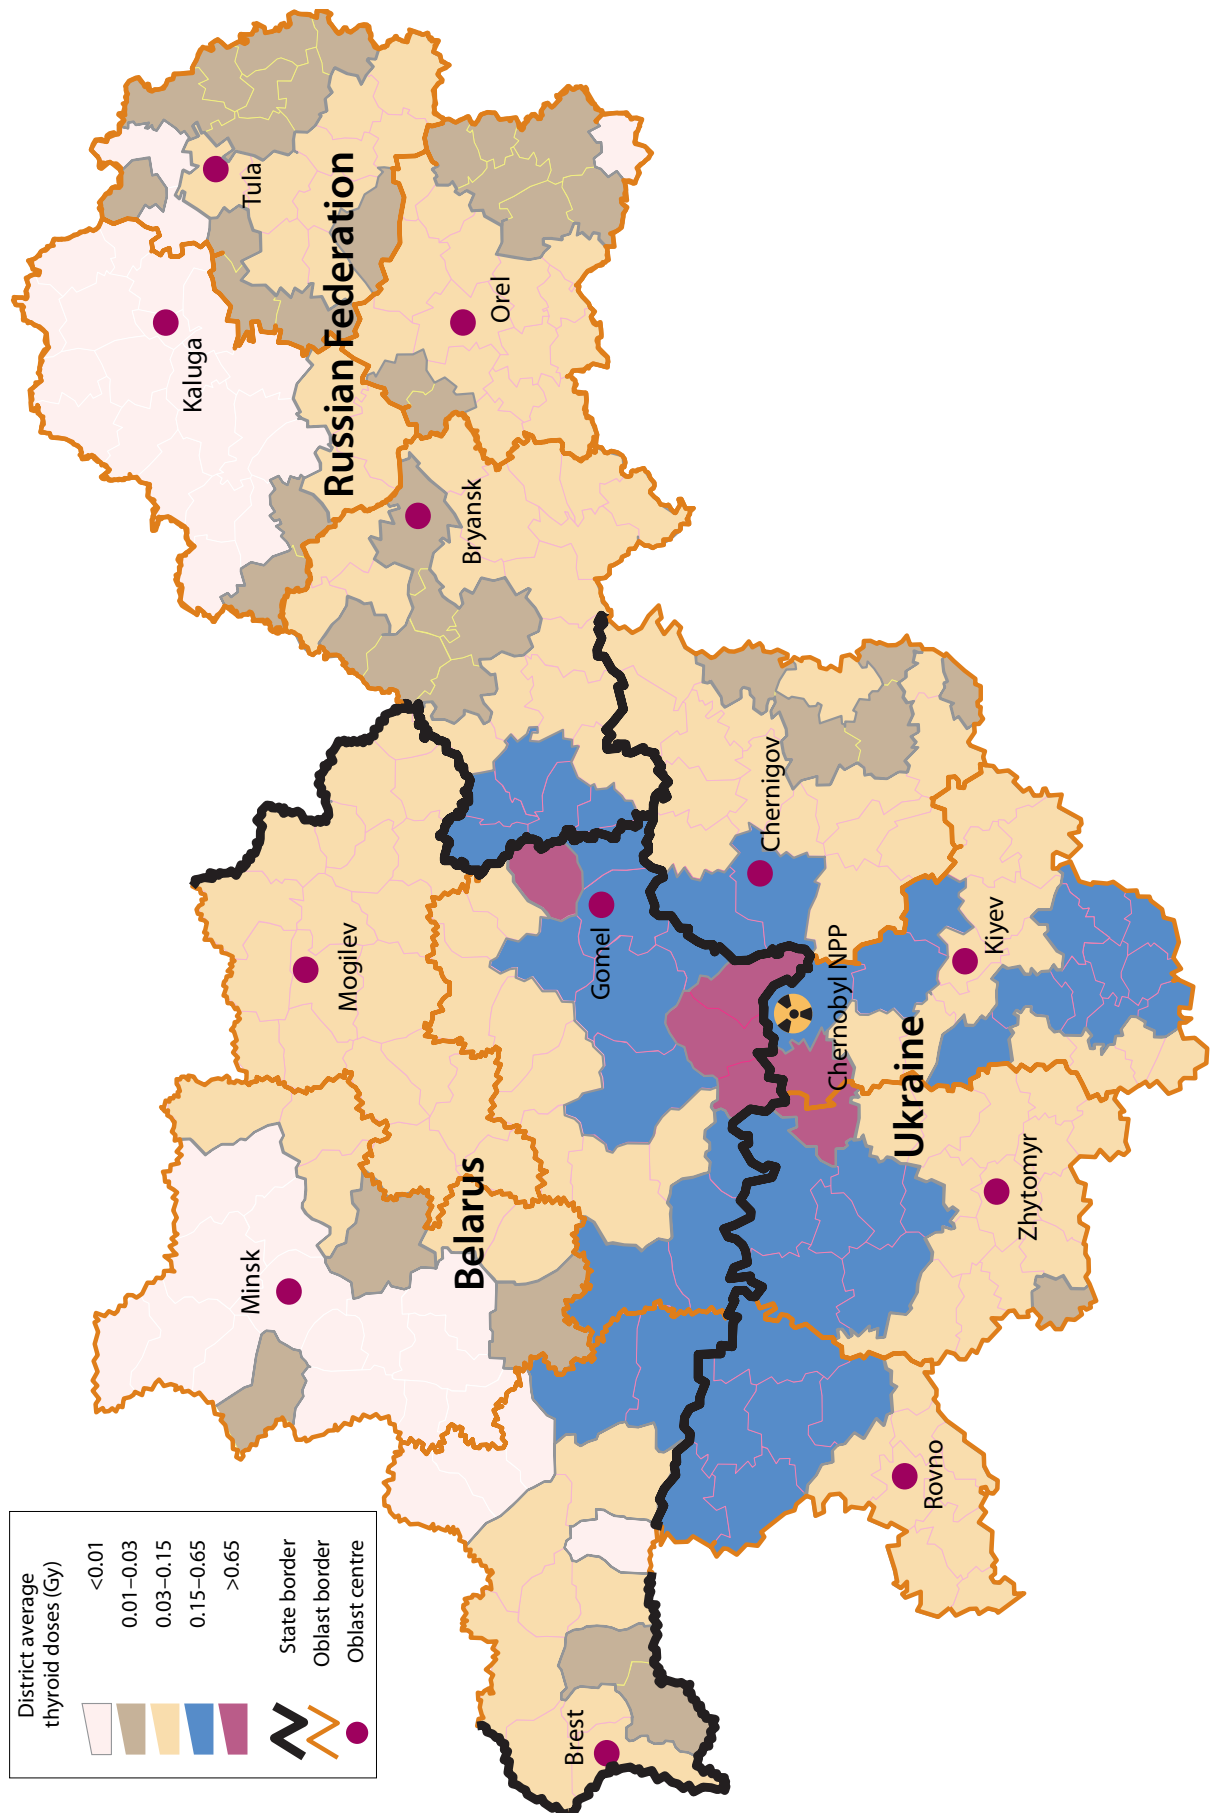 District average
thyroid doses (Gy)
<0.01
0.01–0.03
0.03–0.15
0.15–0.65
>0.65
State border
Oblast border
Oblast centre
Brest
Minsk
Belarus
Mogilev
Gomel
Kaluga
Tula
Russian Federation
Orel
Bryansk
Chernigov
Chernobyl NPP
Kiyev
Ukraine
Zhytomyr
Rovno